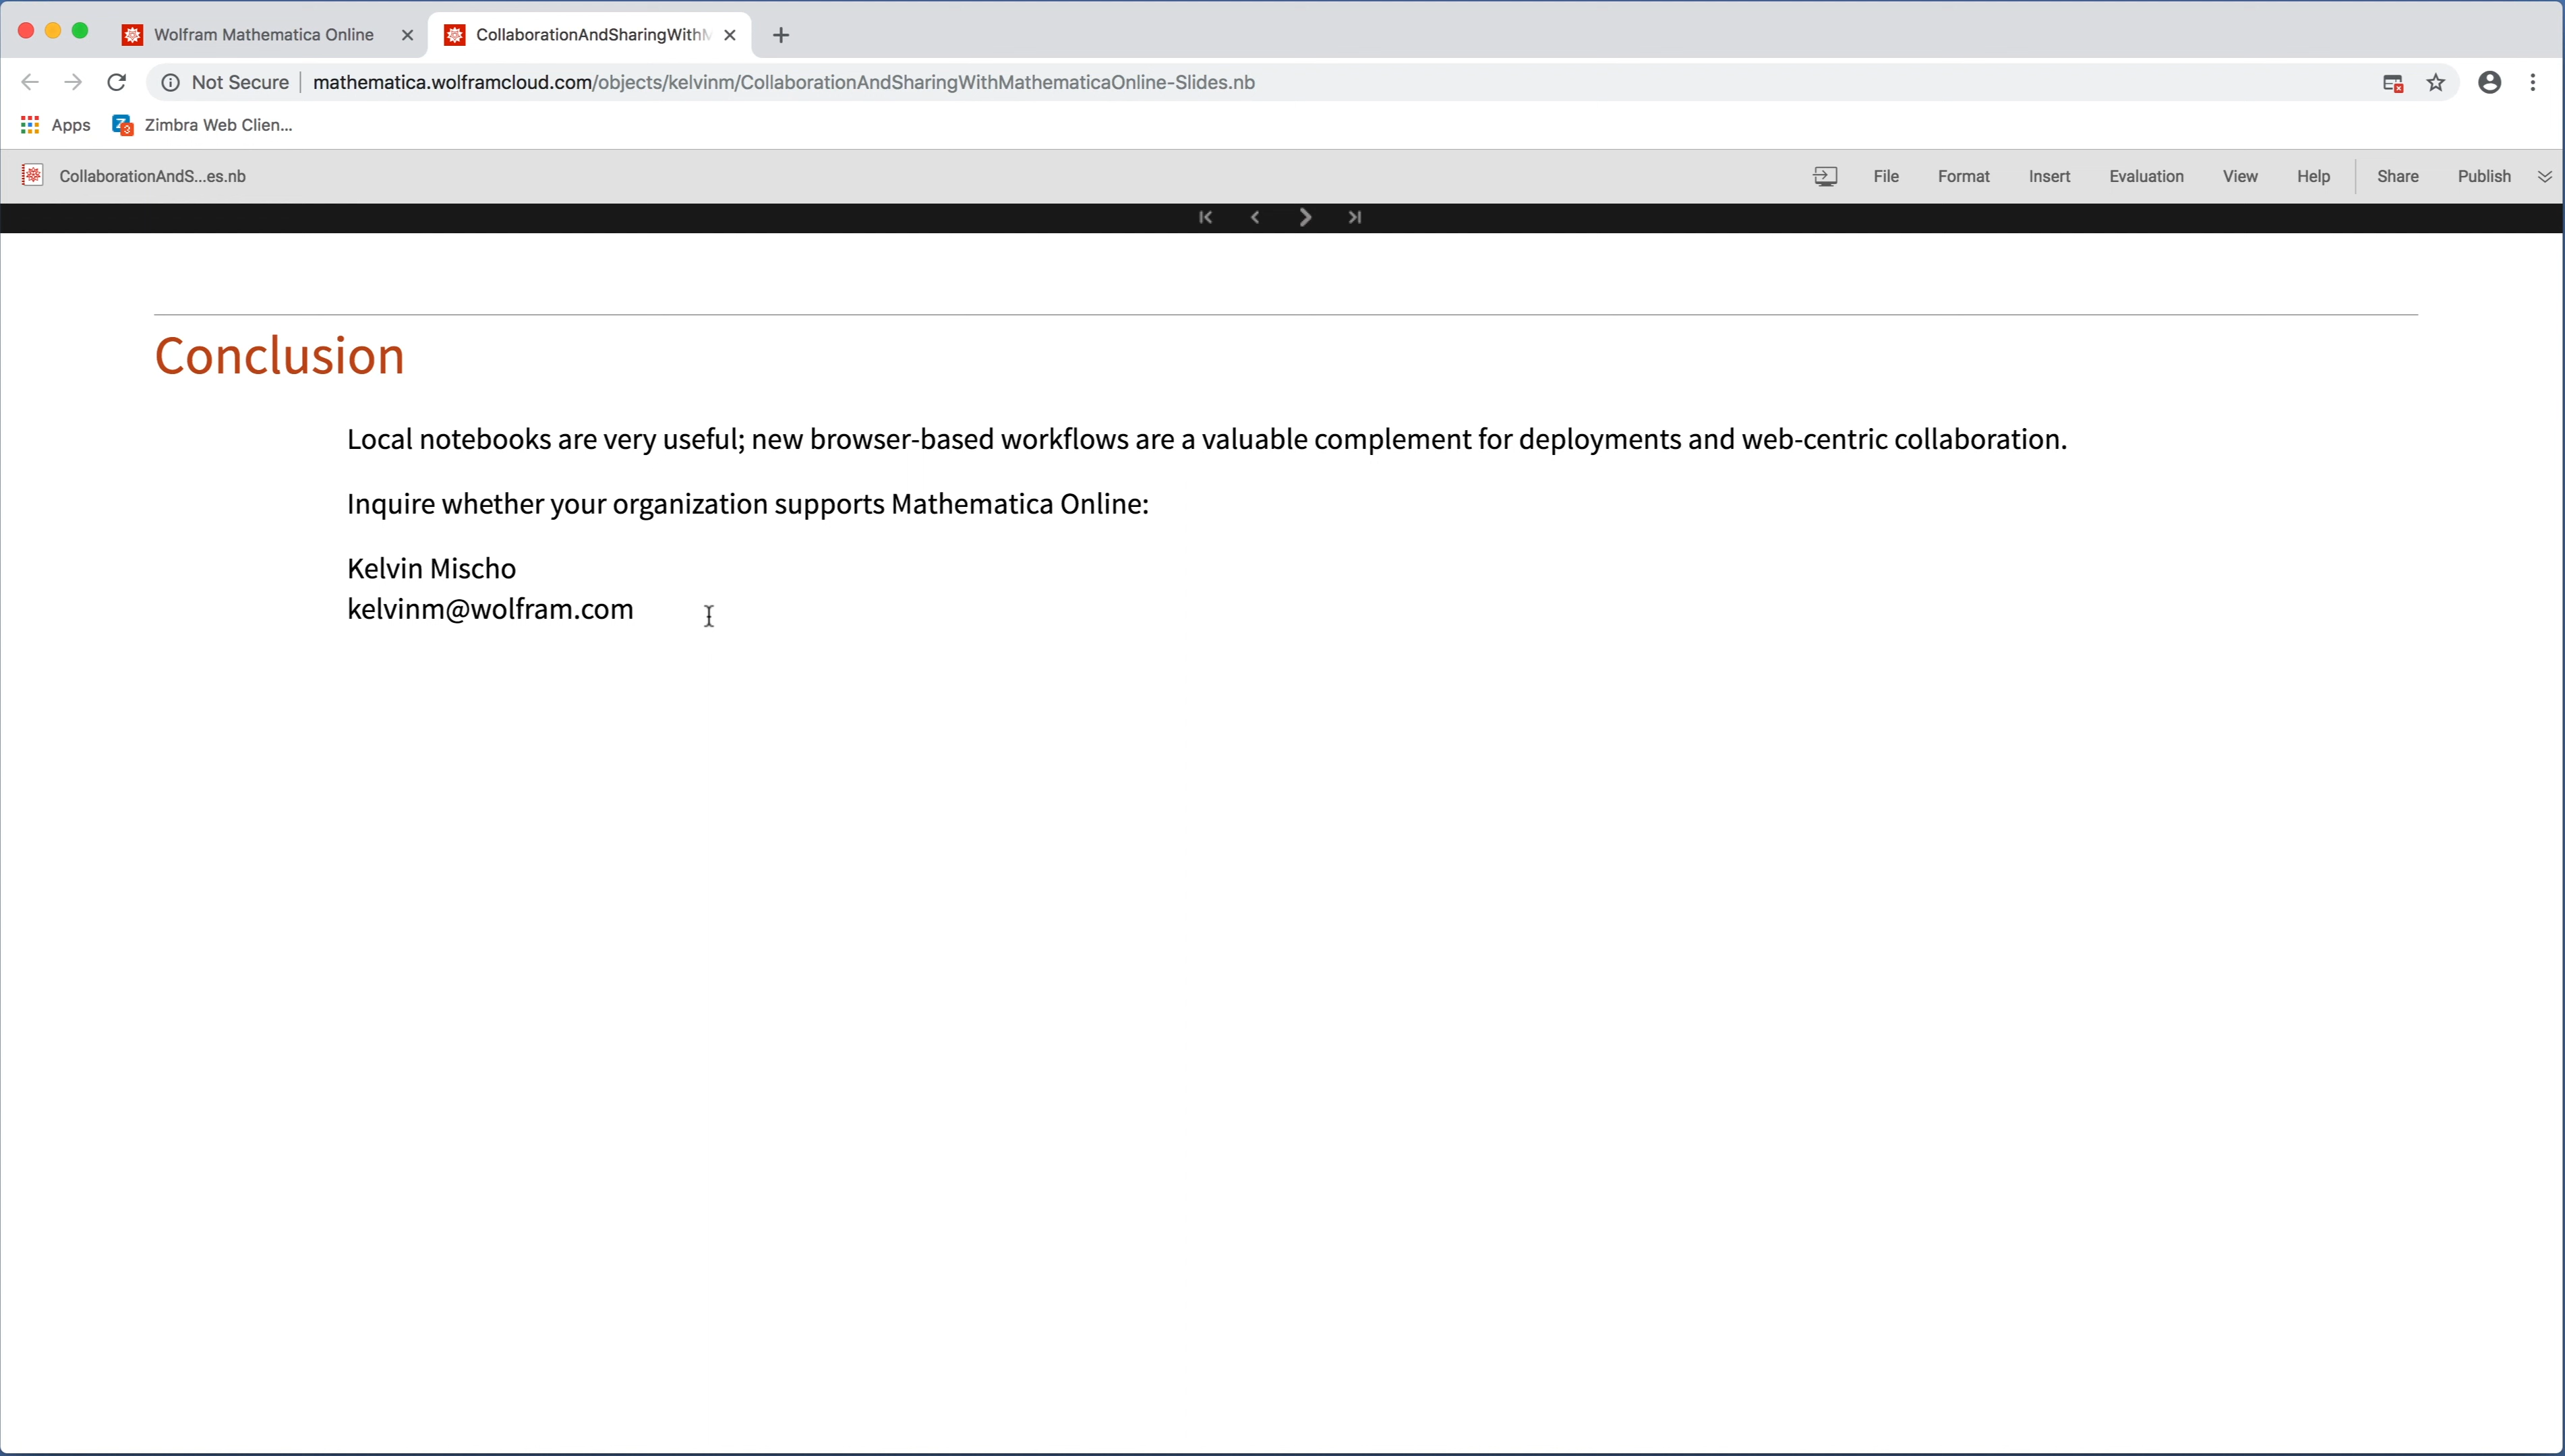 Wolfram Mathematica Online
CollaborationAndSharingWithM
Not Secure
mathematica.wolframcloud.com/objects/kelvinm/CollaborationAndSharingWithMathematicaOnline-Slides.nb
Apps
Zimbra Web Clien...
CollaborationAndS...es.nb
File
Format
Insert
Evaluation
View
Help
Share
Publish
Conclusion
Local notebooks are very useful; new browser-based workflows are a valuable complement for deployments and web-centric collaboration.
Inquire whether your organization supports Mathematica Online:
Kelvin Mischo
kelvinm@wolfram.com